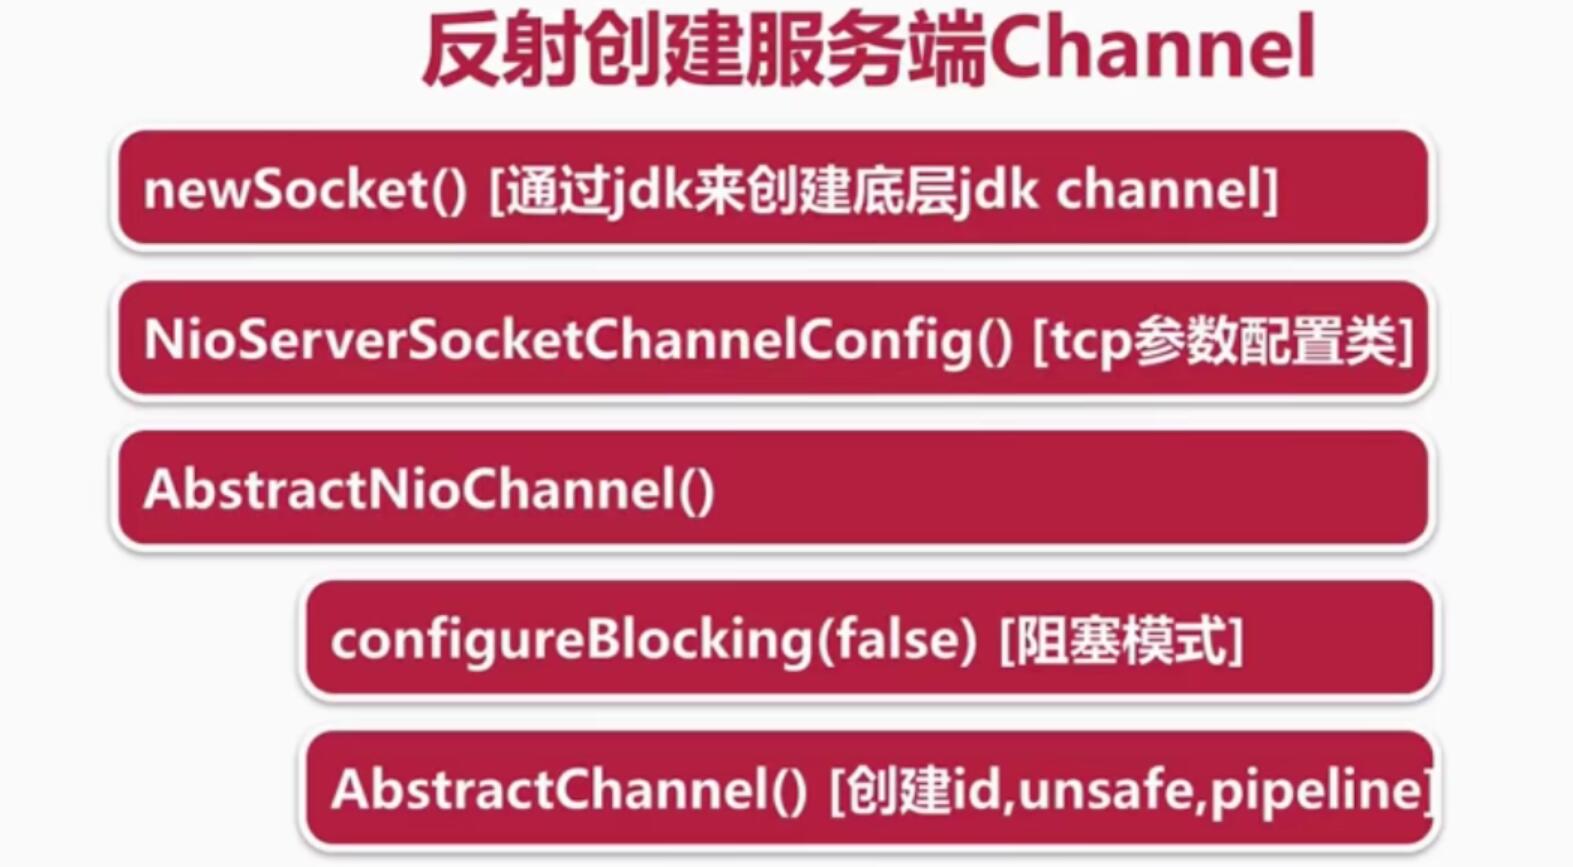 反射创建服务端Channel
newSocket() [通过jdk来创建底层jdk channel]
NioServerSocketChannelConfig() [tcp参数配置类]
AbstractNioChannel()
configureBlocking(false) [阻塞模式]
AbstractChannel() [创建id,unsafe,pipeline]